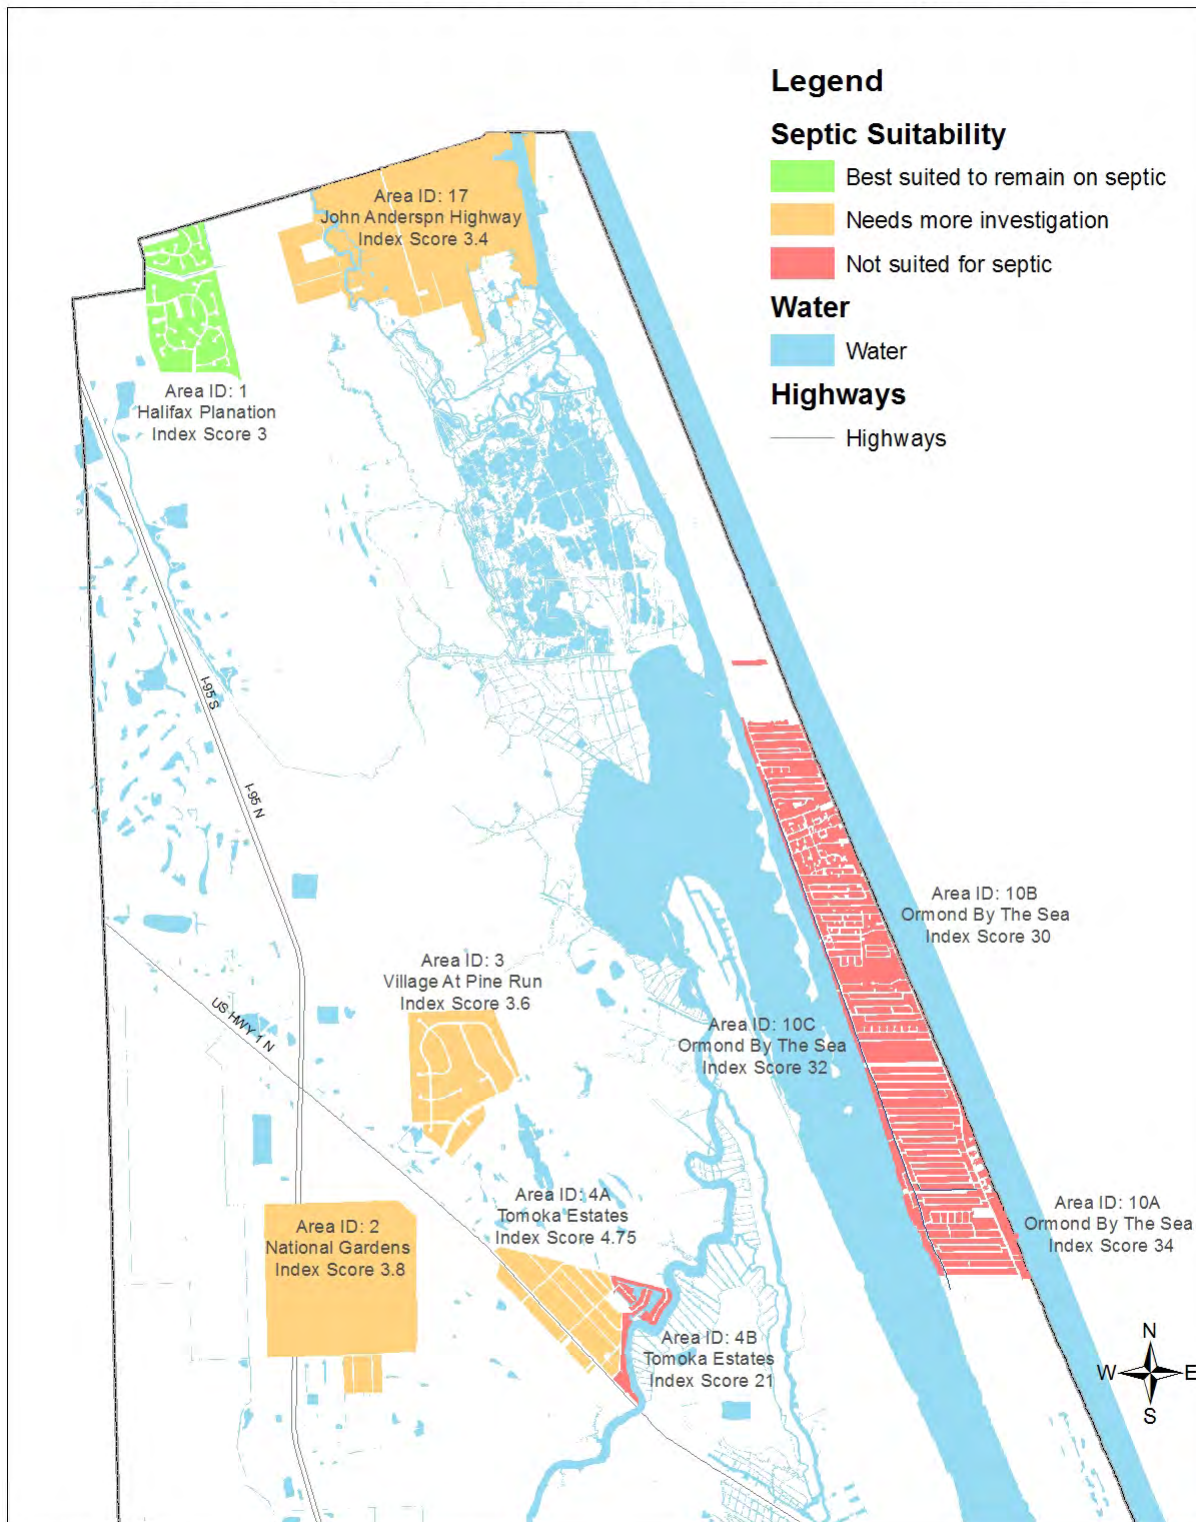 Legend
Septic Suitability
Best suited to remain on septic
Needs more investigation
Not suited for septic
Water
Water
Highways
Highways
Area ID: 17
John Anderspn Highway
Index Score 3.4
Area ID: 1
Halifax Planation
Index Score 3
I-95 S
I-95 N
Area ID: 10B
Ormond By The Sea
Index Score 30
Area ID: 3
Village At Pine Run
Index Score 3.6
US HWY 1 N
Area ID: 10C
Ormond By The Sea
Index Score 32
Area ID: 4A
Tomoka Estates
Index Score 4.75
Area ID: 10A
Ormond By The Sea
Index Score 34
Area ID: 2
National Gardens
Index Score 3.8
Area ID: 4B
Tomoka Estates
Index Score 21
N
W
E
S